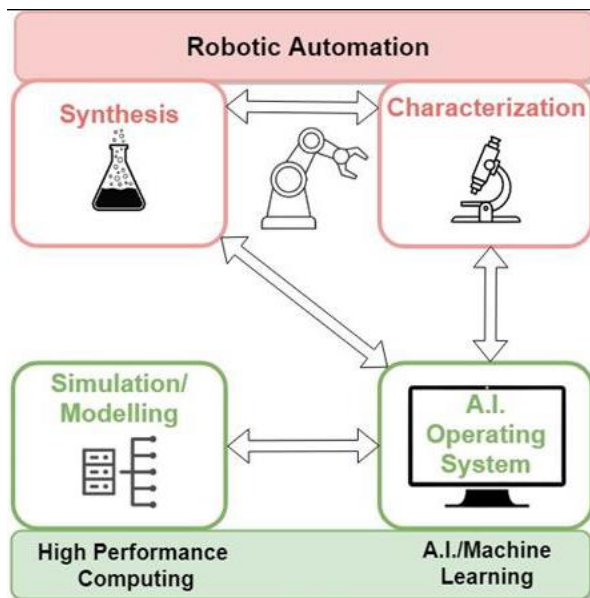 Robotic Automation
Synthesis
Characterization
Simulation/
Modelling
A.I.
Operating
System
High Performance
Computing
A.I./Machine
Learning